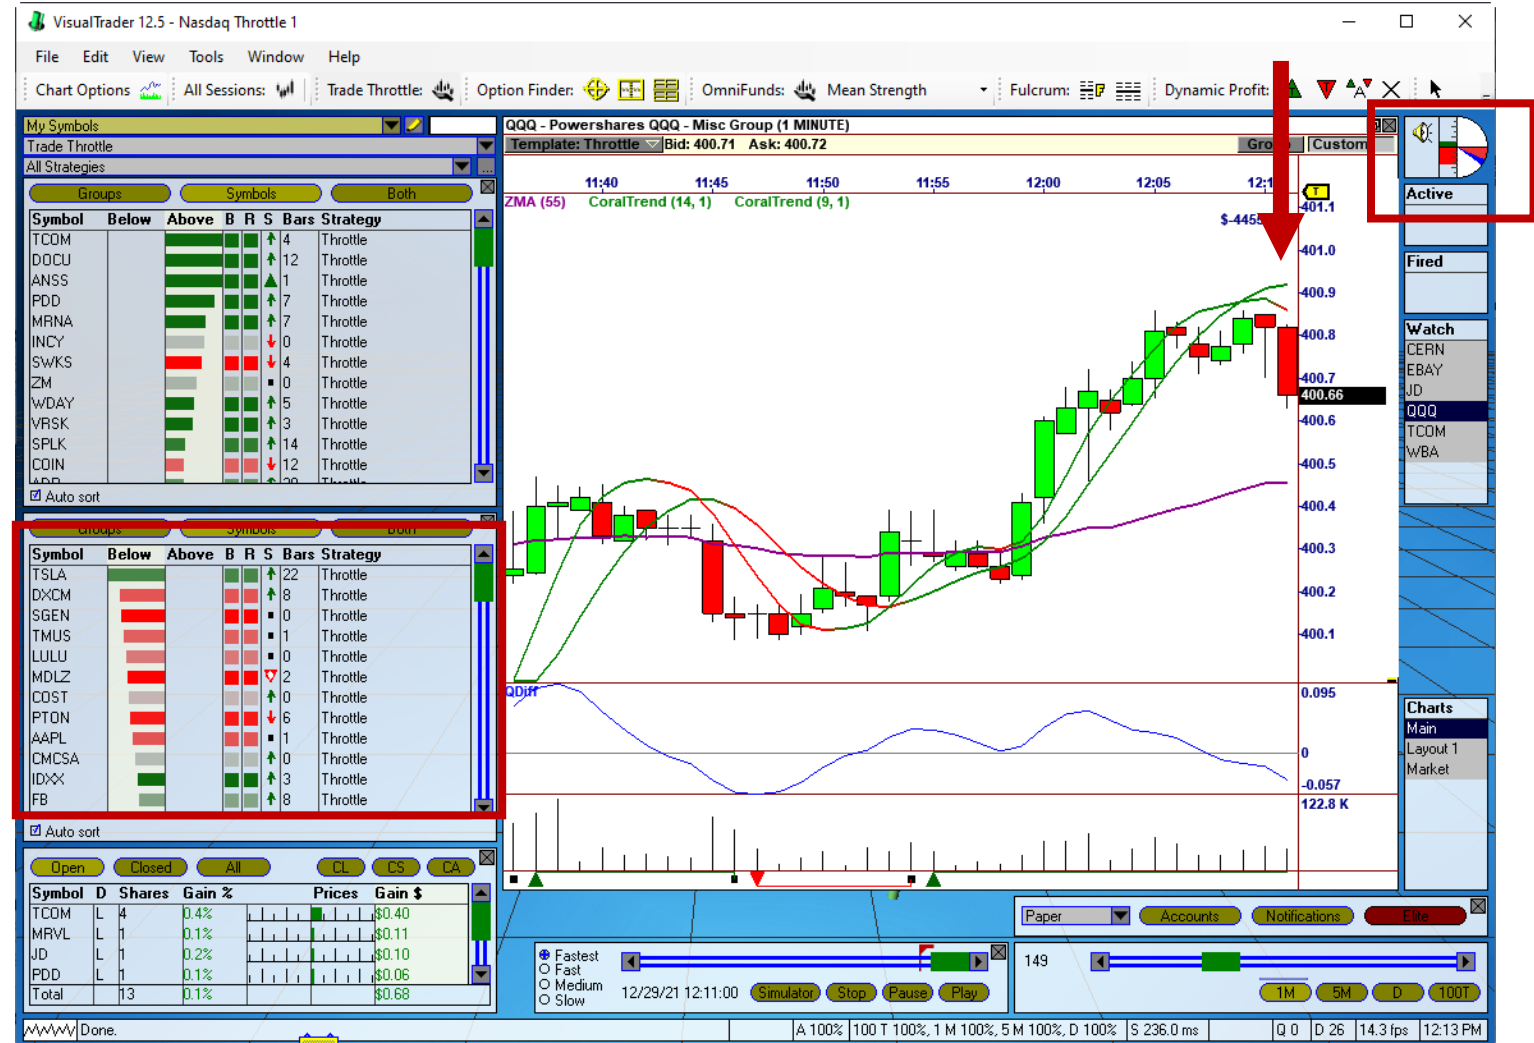 VisualTrader 12.5 - Nasdaq Throttle 1
File Edit View Tools Window Help
Chart Options All Sessions: Trade Throttle: Option Finder: OmniFunds: Mean Strength Fulcrum: Dynamic Profit:
My Symbols
Trade Throttle
All Strategies
Groups Symbols Both
Symbol Below Above B R S Bars Strategy
TCOM 4 Throttle
DOCU 12 Throttle
ANSS 1 Throttle
PDD 7 Throttle
MRNA 7 Throttle
INCY 0 Throttle
SWKS 4 Throttle
ZM 0 Throttle
WDAY 5 Throttle
VRSK 3 Throttle
SPLK 14 Throttle
COIN 12 Throttle
Auto sort
Groups Symbols Both
Symbol Below Above B R S Bars Strategy
TSLA 22 Throttle
DXCM 8 Throttle
SGEN 0 Throttle
TMUS 1 Throttle
LULU 0 Throttle
MDLZ 2 Throttle
COST 0 Throttle
PTON 6 Throttle
AAPL 1 Throttle
CMCSA 0 Throttle
IDXX 3 Throttle
FB 8 Throttle
Auto sort
Open Closed All CL CS CA
Symbol D Shares Gain % Prices Gain $
TCOM L 4 0.4% $0.40
MRVL L 1 0.1% $0.11
JD L 1 0.2% $0.10
PDD L 1 0.1% $0.06
Total 13 0.1% $0.68
QQQ - Powershares QQQ - Misc Group (1 MINUTE)
Template: Throttle Bid: 400.71 Ask: 400.72 Custom
11:40 11:45 11:50 11:55 12:00 12:05
ZMA (55) CoralTrend (14, 1) CoralTrend (9, 1)
T
401.1
401.0
400.9
400.8
400.7
400.66
400.6
400.5
400.4
400.3
400.2
400.1
QDiff
0.095
0
-0.057
122.8 K
Active
Fired
Watch
CERN
EBAY
JD
QQQ
TCOM
WBA
Charts
Main
Layout 1
Market
Paper Accounts Notifications Elite
Fastest
Fast
Medium
Slow
12/29/21 12:11:00 Simulator Stop Pause Play
149
1M 5M D 100T
Done.
A 100% 100 T 100%, 1 M 100%, 5 M 100%, D 100% S 236.0 ms Q 0 D 26 14.3 fps 12:13 PM